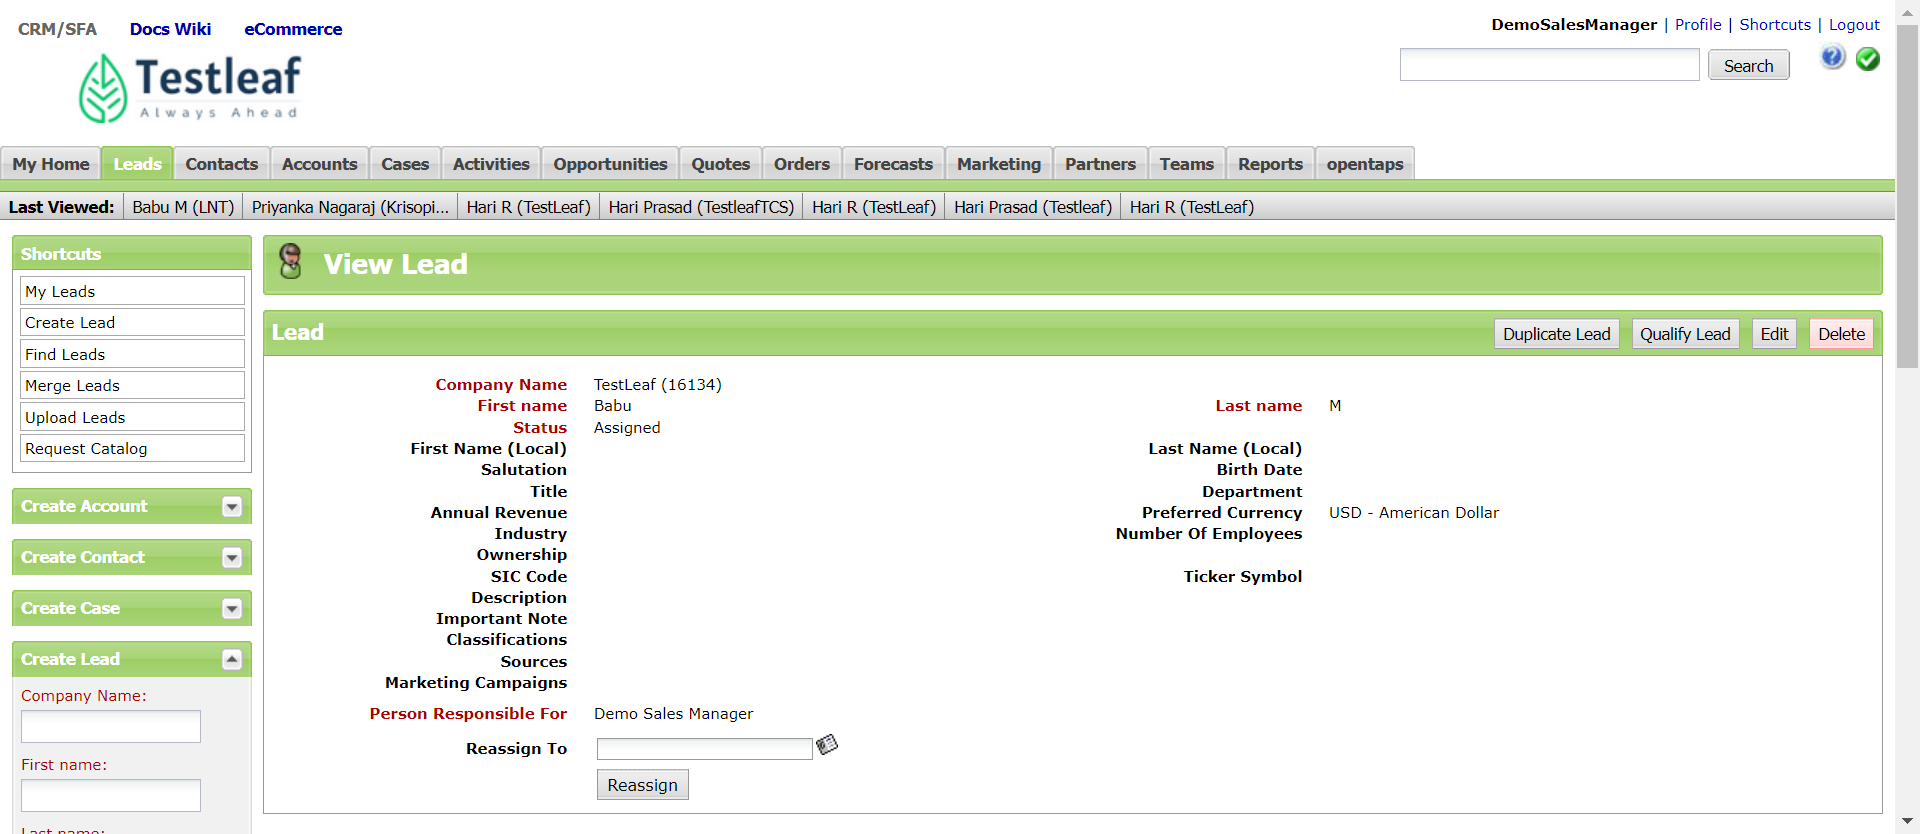 CRM/SFA Docs Wiki eCommerce
DemoSalesManager | Profile | Shortcuts | Logout
Testleaf
Always Ahead
Search
My Home Leads Contacts Accounts Cases Activities Opportunities Quotes Orders Forecasts Marketing Partners Teams Reports opentaps
Last Viewed: Babu M (LNT) Priyanka Nagaraj (Krisopi... Hari R (TestLeaf) Hari Prasad (TestleafTCS) Hari R (TestLeaf) Hari Prasad (Testleaf) Hari R (TestLeaf)
Shortcuts
My Leads
Create Lead
Find Leads
Merge Leads
Upload Leads
Request Catalog
Create Account
Create Contact
Create Case
Create Lead
Company Name:
First name:
Last name:
View Lead
Lead
Duplicate Lead Qualify Lead Edit Delete
Company Name TestLeaf (16134)
First name Babu Last name M
Status Assigned
First Name (Local) Last Name (Local)
Salutation Birth Date
Title Department
Annual Revenue Preferred Currency USD - American Dollar
Industry Number Of Employees
Ownership
SIC Code Ticker Symbol
Description
Important Note
Classifications
Sources
Marketing Campaigns
Person Responsible For Demo Sales Manager
Reassign To
Reassign